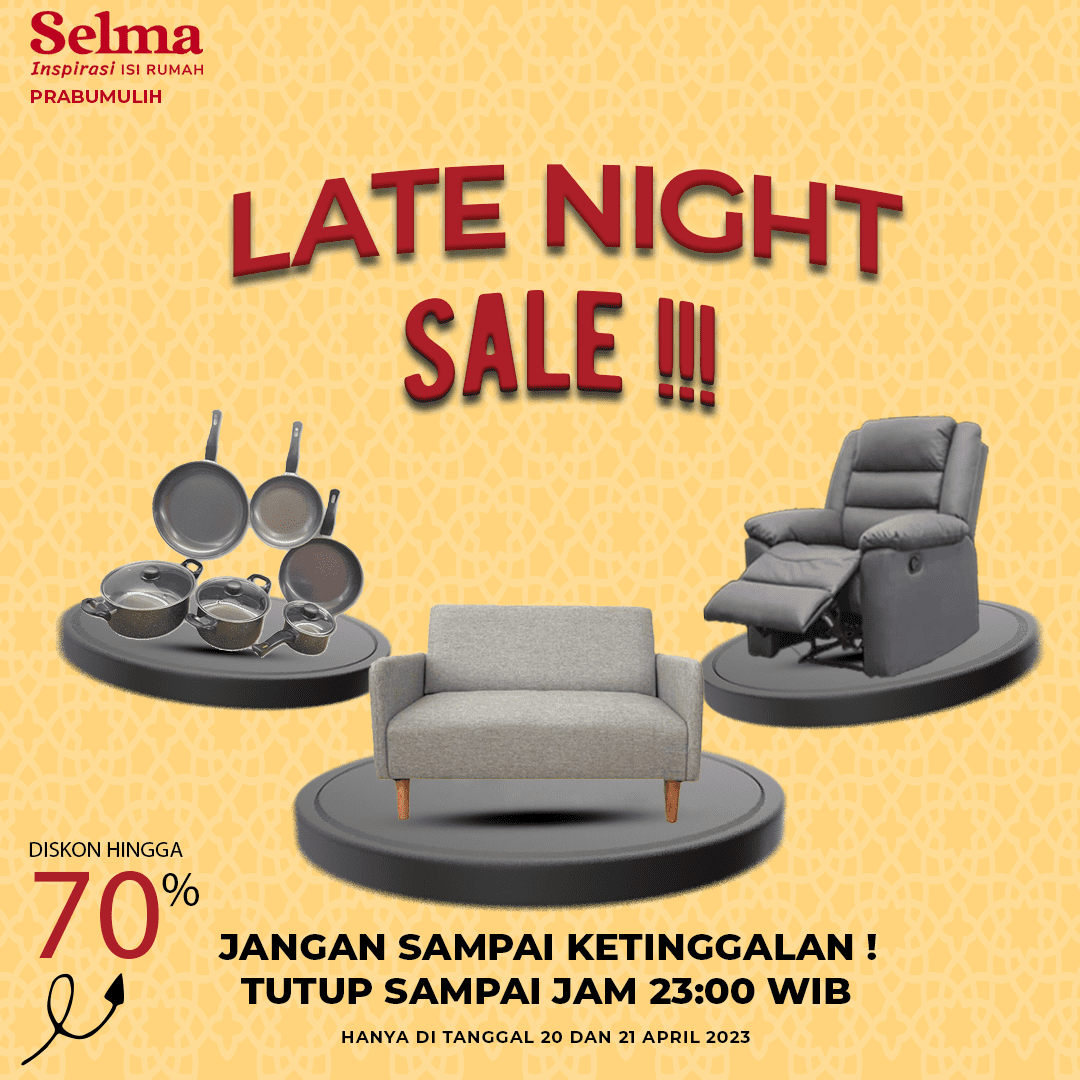 Selma
Inspirasi ISI RUMAH
PRABUMULIH
LATE NIGHT
SALE !!!
DISKON HINGGA
70%
JANGAN SAMPAI KETINGGALAN !
TUTUP SAMPAI JAM 23:00 WIB
HANYA DI TANGGAL 20 DAN 21 APRIL 2023